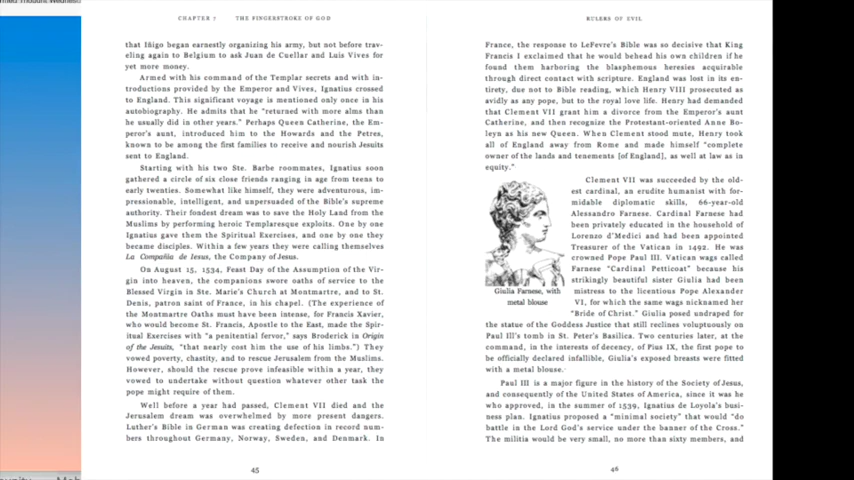 CHAPTER 7 THE FINGERSTROKE OF GOD
that Iñigo began earnestly organizing his army, but not before trav-
eling again to Belgium to ask Juan de Cuellar and Luis Vives for
yet more money.
Armed with his command of the Templar secrets and with in-
troductions provided by the Emperor and Vives, Ignatius crossed
to England. This significant voyage is mentioned only once in his
autobiography. He admits that he “returned with more alms than
he usually did in other years.” Perhaps Queen Catherine, the Em-
peror’s aunt, introduced him to the Howards and the Petres,
known to be among the first families to receive and nourish Jesuits
sent to England.
Starting with his two Ste. Barbe roommates, Ignatius soon
gathered a circle of six close friends ranging in age from teens to
early twenties. Somewhat like himself, they were adventurous, im-
pressionable, intelligent, and unpersuaded of the Bible’s supreme
authority. Their fondest dream was to save the Holy Land from the
Muslims by performing heroic Templaresque exploits. One by one
Ignatius gave them the Spiritual Exercises, and one by one they
became disciples. Within a few years they were calling themselves
La Compañia de Jesus, the Company of Jesus.
On August 15, 1534, Feast Day of the Assumption of the Vir-
gin into heaven, the companions swore oaths of service to the
Blessed Virgin in Ste. Marie’s Church at Montmartre, and to St.
Denis, patron saint of France, in his chapel. (The experience of
the Montmartre Oaths must have been intense, for Francis Xavier,
who would become St. Francis, Apostle to the East, made the Spir-
itual Exercises with “a penitential fervor,” says Broderick in Origin
of the Jesuits, “that nearly cost him the use of his limbs.”) They
vowed poverty, chastity, and to rescue Jerusalem from the Muslims.
However, should the rescue prove infeasible within a year, they
vowed to undertake without question whatever other task the
pope might require of them.
Well before a year had passed, Clement VII died and the
Jerusalem dream was overwhelmed by more present dangers.
Luther’s Bible in German was creating defection in record num-
bers throughout Germany, Norway, Sweden, and Denmark. In
45
RULERS OF EVIL
France, the response to LeFevre’s Bible was so decisive that King
Francis I exclaimed that he would behead his own children if he
found them harboring the blasphemous heresies acquirable
through direct contact with scripture. England was lost in its en-
tirety, due not to Bible reading, which Henry VIII prosecuted as
avidly as any pope, but to the royal love life. Henry had demanded
that Clement VII grant him a divorce from the Emperor’s aunt
Catherine, and then recognize the Protestant-oriented Anne Bo-
leyn as his new Queen. When Clement stood mute, Henry took
all of England away from Rome and made himself “complete
owner of the lands and tenements [of England], as well at law as in
equity.”
Clement VII was succeeded by the old-
est cardinal, an erudite humanist with for-
midable diplomatic skills, 66-year-old
Alessandro Farnese. Cardinal Farnese had
been privately educated in the household of
Lorenzo d’Medici and had been appointed
Treasurer of the Vatican in 1492. He was
crowned Pope Paul III. Vatican wags called
Farnese “Cardinal Petticoat” because his
strikingly beautiful sister Giulia had been
mistress to the licentious Pope Alexander
VI, for which the same wags nicknamed her
“Bride of Christ.” Giulia posed undraped for
Giulia Farnese, with
metal blouse
the statue of the Goddess Justice that still reclines voluptuously on
Paul III’s tomb in St. Peter’s Basilica. Two centuries later, at the
command, in the interests of decency, of Pius IX, the first pope to
be officially declared infallible, Giulia’s exposed breasts were fitted
with a metal blouse.
Paul III is a major figure in the history of the Society of Jesus,
and consequently of the United States of America, since it was he
who approved, in the summer of 1539, Ignatius de Loyola’s busi-
ness plan. Ignatius proposed a “minimal society” that would “do
battle in the Lord God’s service under the banner of the Cross.”
The militia would be very small, no more than sixty members, and
46